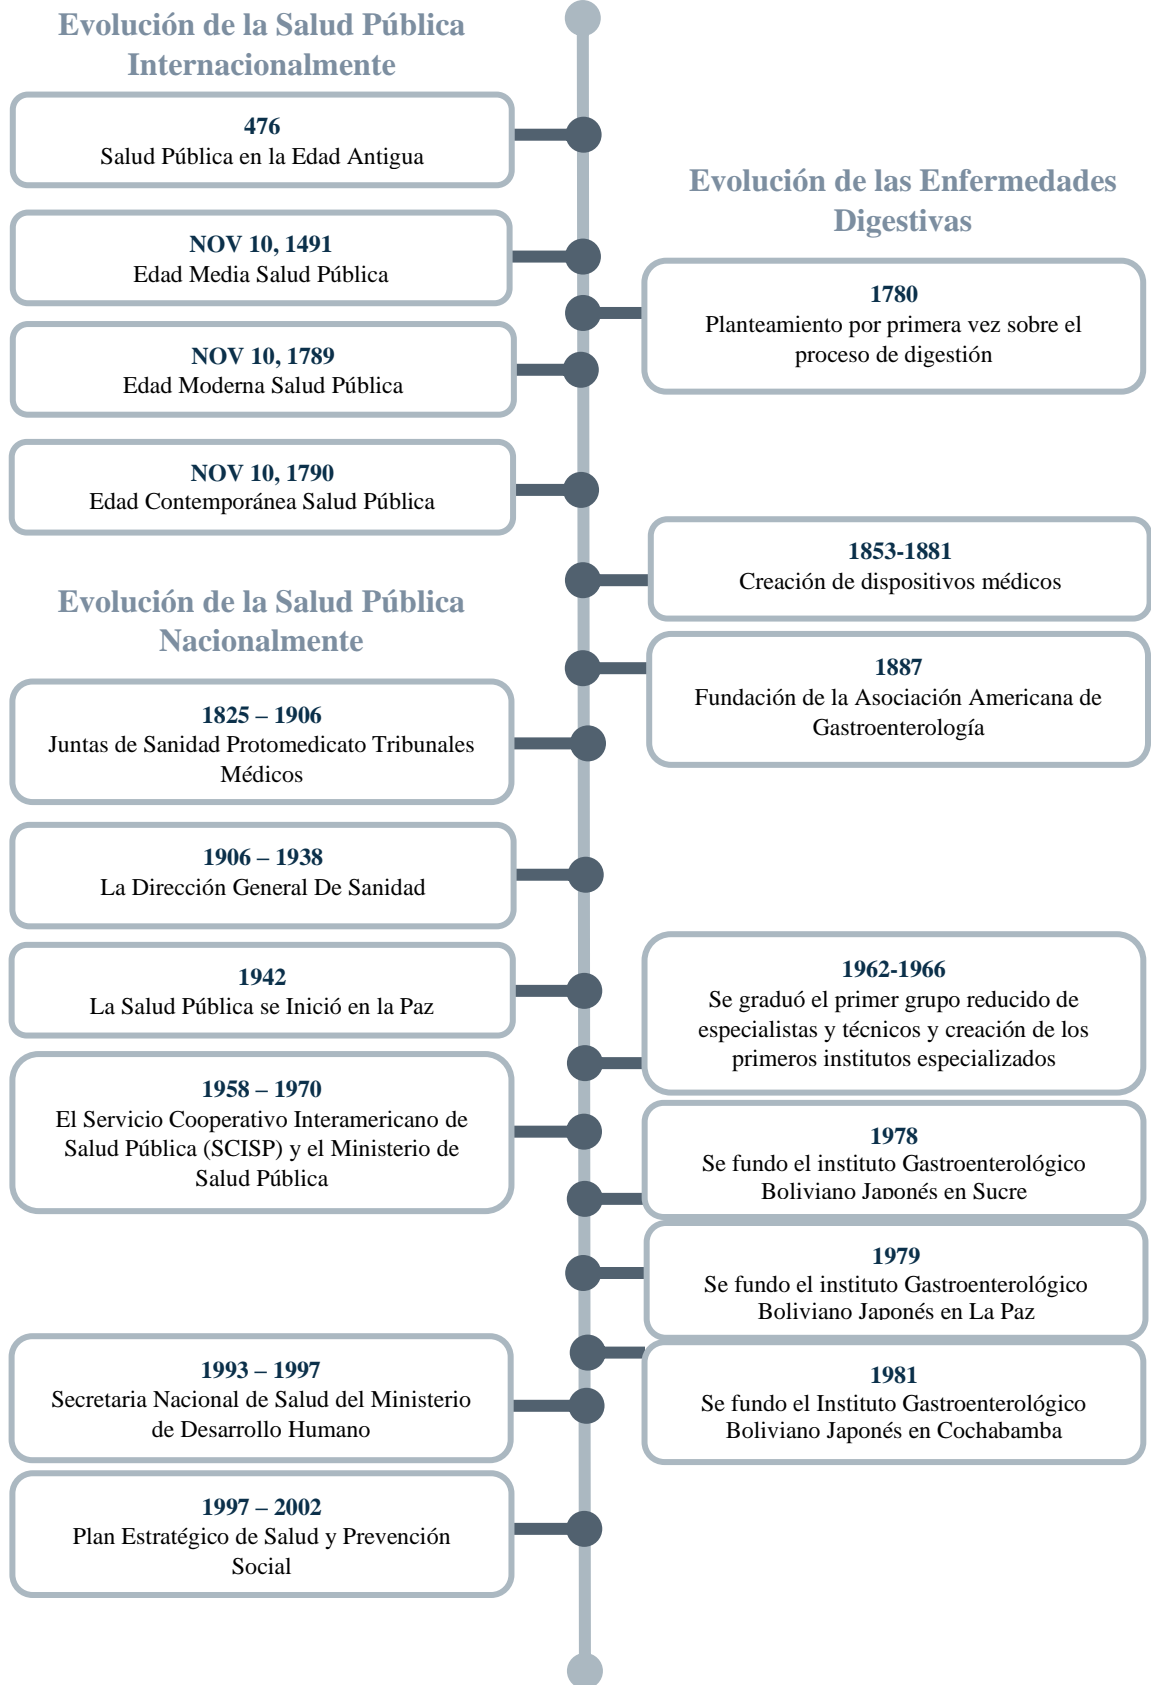 Evolución de la Salud Pública
Internacionalmente
476
Salud Pública en la Edad Antigua
NOV 10, 1491
Edad Media Salud Pública
NOV 10, 1789
Edad Moderna Salud Pública
NOV 10, 1790
Edad Contemporánea Salud Pública
Evolución de la Salud Pública
Nacionalmente
1825 – 1906
Juntas de Sanidad Protomedicato Tribunales
Médicos
1906 – 1938
La Dirección General De Sanidad
1942
La Salud Pública se Inició en la Paz
1958 – 1970
El Servicio Cooperativo Interamericano de
Salud Pública (SCISP) y el Ministerio de
Salud Pública
1993 – 1997
Secretaria Nacional de Salud del Ministerio
de Desarrollo Humano
1997 – 2002
Plan Estratégico de Salud y Prevención
Social
Evolución de las Enfermedades
Digestivas
1780
Planteamiento por primera vez sobre el
proceso de digestión
1853-1881
Creación de dispositivos médicos
1887
Fundación de la Asociación Americana de
Gastroenterología
1962-1966
Se graduó el primer grupo reducido de
especialistas y técnicos y creación de los
primeros institutos especializados
1978
Se fundo el instituto Gastroenterológico
Boliviano Japonés en Sucre
1979
Se fundo el instituto Gastroenterológico
Boliviano Japonés en La Paz
1981
Se fundo el Instituto Gastroenterológico
Boliviano Japonés en Cochabamba